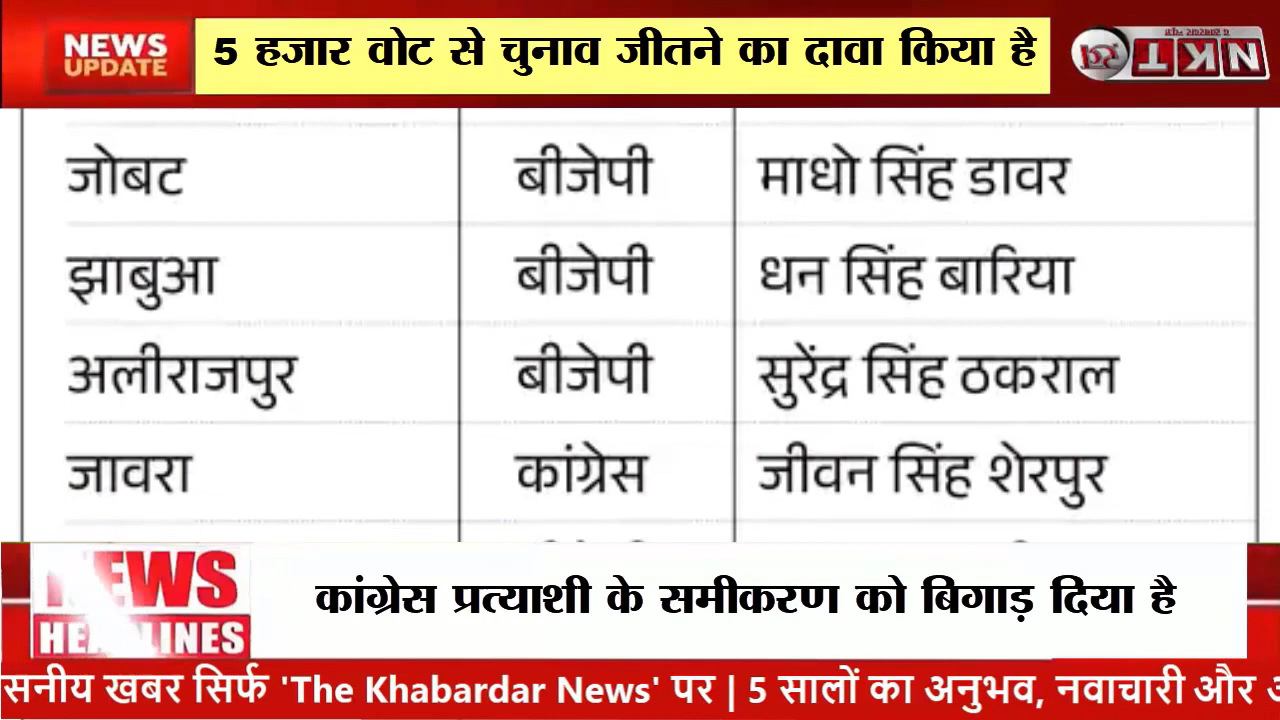 NEWS
UPDATE
5 हजार वोट से चुनाव जीतने का दावा किया है
NKT
जोबट बीजेपी माधो सिंह डावर
झाबुआ बीजेपी धन सिंह बारिया
अलीराजपुर बीजेपी सुरेंद्र सिंह ठकराल
जावरा कांग्रेस जीवन सिंह शेरपुर
NEWS
HEADLINES
कांग्रेस प्रत्याशी के समीकरण को बिगाड़ दिया है
सनीय खबर सिर्फ 'The Khabardar News' पर | 5 सालों का अनुभव, नवाचारी और